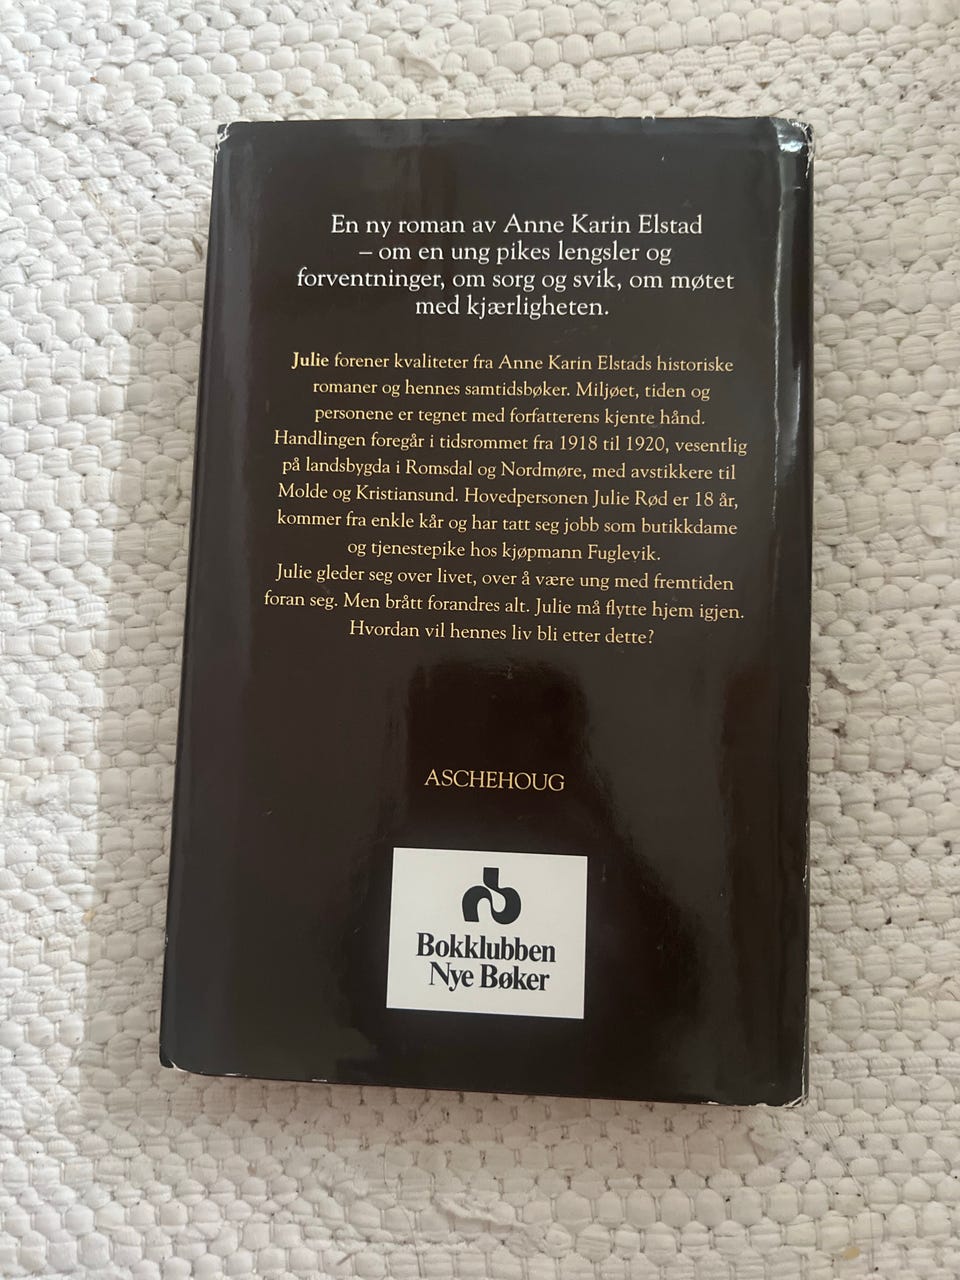 En ny roman av Anne Karin Elstad
– om en ung pikes lengsler og
forventninger, om sorg og svik, om møtet
med kjærligheten.
Julie forener kvaliteter fra Anne Karin Elstads historiske
romaner og hennes samtidsbøker. Miljøet, tiden og
personene er tegnet med forfatterens kjente hånd.
Handlingen foregår i tidsrommet fra 1918 til 1920, vesentlig
på landsbygda i Romsdal og Nordmøre, med avstikkere til
Molde og Kristiansund. Hovedpersonen Julie Rød er 18 år,
kommer fra enkle kår og har tatt seg jobb som butikkdame
og tjenestepike hos kjøpmann Fuglevik.
Julie gleder seg over livet, over å være ung med fremtiden
foran seg. Men brått forandres alt. Julie må flytte hjem igjen.
Hvordan vil hennes liv bli etter dette?
ASCHEHOUG
Bokklubben
Nye Bøker